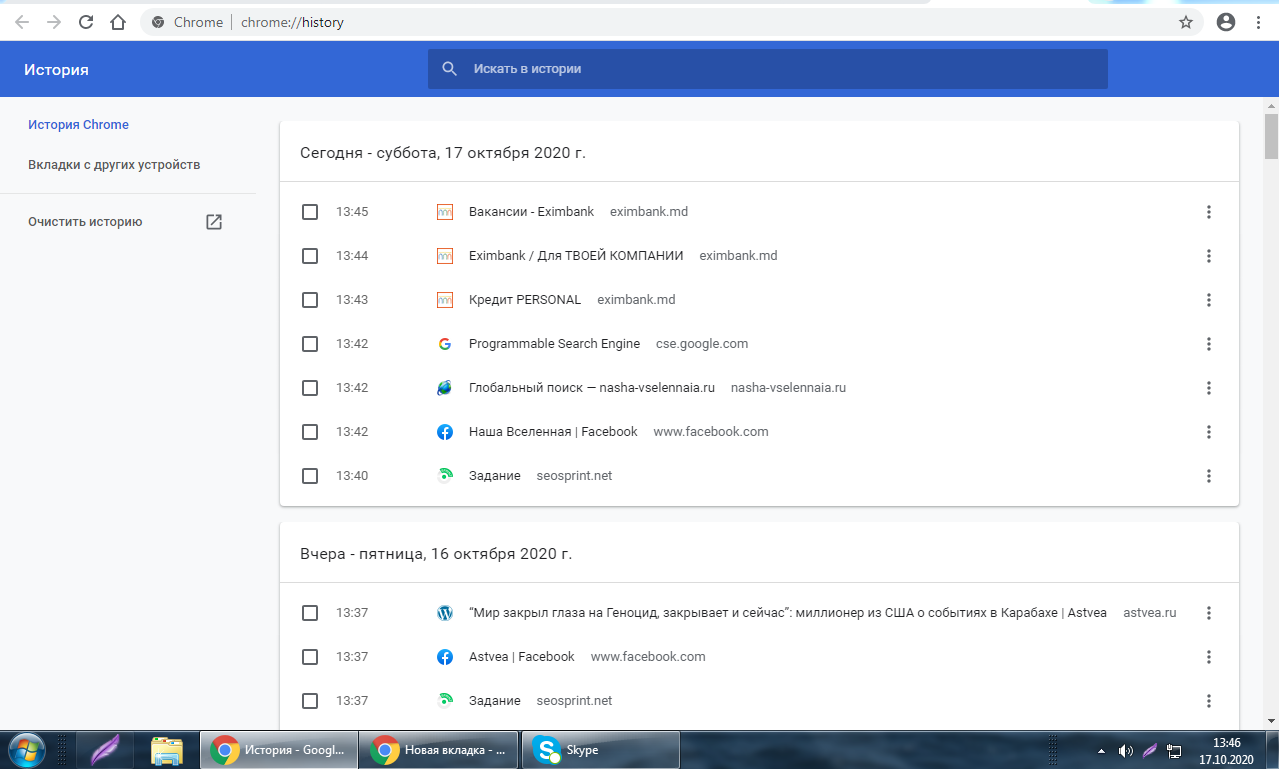 Chrome | chrome://history
История
Искать в истории
История Chrome
Вкладки с других устройств
Очистить историю
Сегодня - суббота, 17 октября 2020 г.
13:45 Вакансии - Eximbank eximbank.md
13:44 Eximbank / Для ТВОЕЙ КОМПАНИИ eximbank.md
13:43 Кредит PERSONAL eximbank.md
13:42 Programmable Search Engine cse.google.com
13:42 Глобальный поиск — nasha-vselennaia.ru nasha-vselennaia.ru
13:42 Наша Вселенная | Facebook www.facebook.com
13:40 Задание seosprint.net
Вчера - пятница, 16 октября 2020 г.
13:37 “Мир закрыл глаза на Геноцид, закрывает и сейчас”: миллионер из США о событиях в Карабахе | Astvea astvea.ru
13:37 Astvea | Facebook www.facebook.com
13:37 Задание seosprint.net
История - Googl...
Новая вкладка - ...
Skype
13:46
17.10.2020